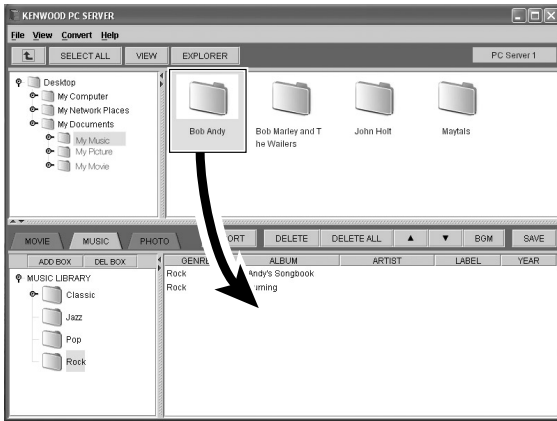 KENWOOD PC SERVER
File View Convert Help
SELECT ALL VIEW EXPLORER PC Server 1
Desktop
My Computer
My Network Places
My Documents
My Music
My Picture
My Movie
Bob Andy
Bob Marley and T
he Wailers
John Holt
Maytals
MOVIE MUSIC PHOTO ORT DELETE DELETE ALL ▲ ▼ BGM SAVE
ADD BOX DEL BOX
MUSIC LIBRARY
Classic
Jazz
Pop
Rock
GENRE ALBUM ARTIST LABEL YEAR
Rock Andy's Songbook
Rock